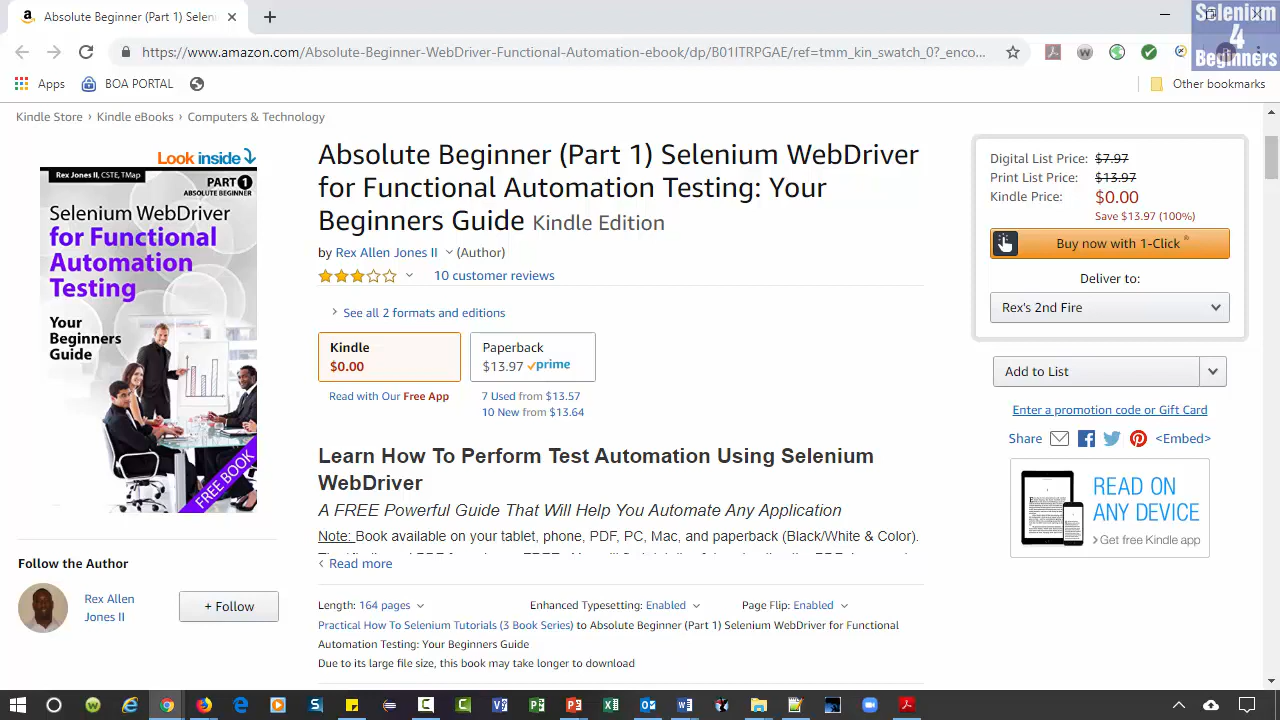 Absolute Beginner (Part 1) Seleni
Selenium
4
Beginners
https://www.amazon.com/Absolute-Beginner-WebDriver-Functional-Automation-ebook/dp/B01ITRPGAE/ref=tmm_kin_swatch_0?_enco...
Apps
BOA PORTAL
Other bookmarks
Kindle Store › Kindle eBooks › Computers & Technology
Look inside
Rex Jones II, CSTE, TMap
PART 1
ABSOLUTE BEGINNER
Selenium WebDriver
for Functional
Automation
Testing
Your
Beginners
Guide
FREE BOOK
Follow the Author
Rex Allen
Jones II
+ Follow
Absolute Beginner (Part 1) Selenium WebDriver
for Functional Automation Testing: Your
Beginners Guide Kindle Edition
by Rex Allen Jones II (Author)
10 customer reviews
› See all 2 formats and editions
Kindle
$0.00
Read with Our Free App
Paperback
$13.97 prime
7 Used from $13.57
10 New from $13.64
Learn How To Perform Test Automation Using Selenium
WebDriver
A FREE Powerful Guide That Will Help You Automate Any Application
Note: Book available on your tablet, phone, PDF, PC, Mac, and paperback (Black/White & Color).
‹ Read more
Length: 164 pages
Enhanced Typesetting: Enabled
Page Flip: Enabled
Practical How To Selenium Tutorials (3 Book Series) to Absolute Beginner (Part 1) Selenium WebDriver for Functional
Automation Testing: Your Beginners Guide
Due to its large file size, this book may take longer to download
Digital List Price: $7.97
Print List Price: $13.97
Kindle Price: $0.00
Save $13.97 (100%)
Buy now with 1-Click ®
Deliver to:
Rex's 2nd Fire
Add to List
Enter a promotion code or Gift Card
Share <Embed>
READ ON
ANY DEVICE
› Get free Kindle app